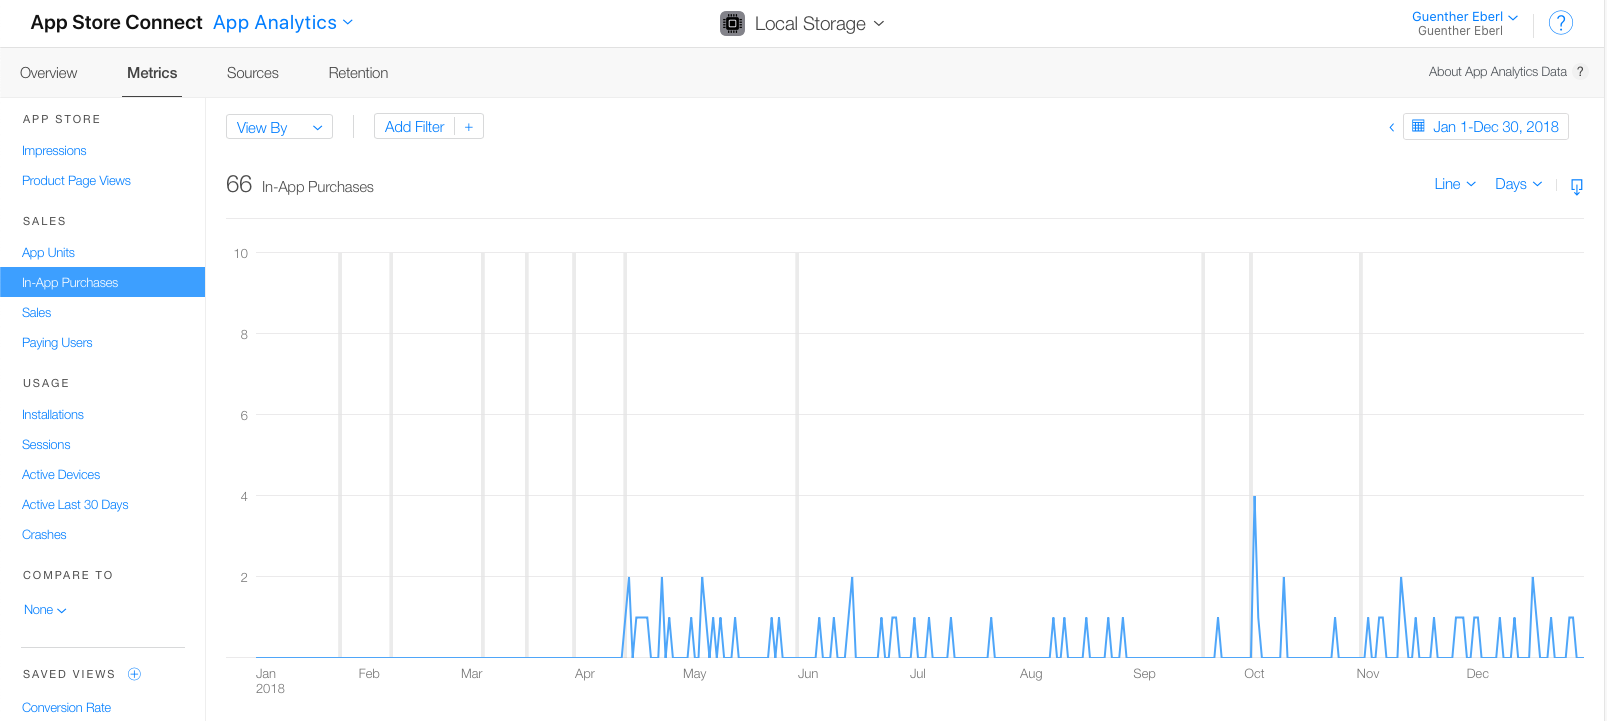 App Store Connect App Analytics
Local Storage
Guenther Eberl
Guenther Eberl
?
Overview
Metrics
Sources
Retention
About App Analytics Data ?
APP STORE
Impressions
Product Page Views
SALES
App Units
In-App Purchases
Sales
Paying Users
USAGE
Installations
Sessions
Active Devices
Active Last 30 Days
Crashes
COMPARE TO
None
SAVED VIEWS
Conversion Rate
View By
Add Filter +
Jan 1-Dec 30, 2018
66 In-App Purchases
Line
Days
10
8
6
4
2
Jan Feb Mar Apr May Jun Jul Aug Sep Oct Nov Dec
2018